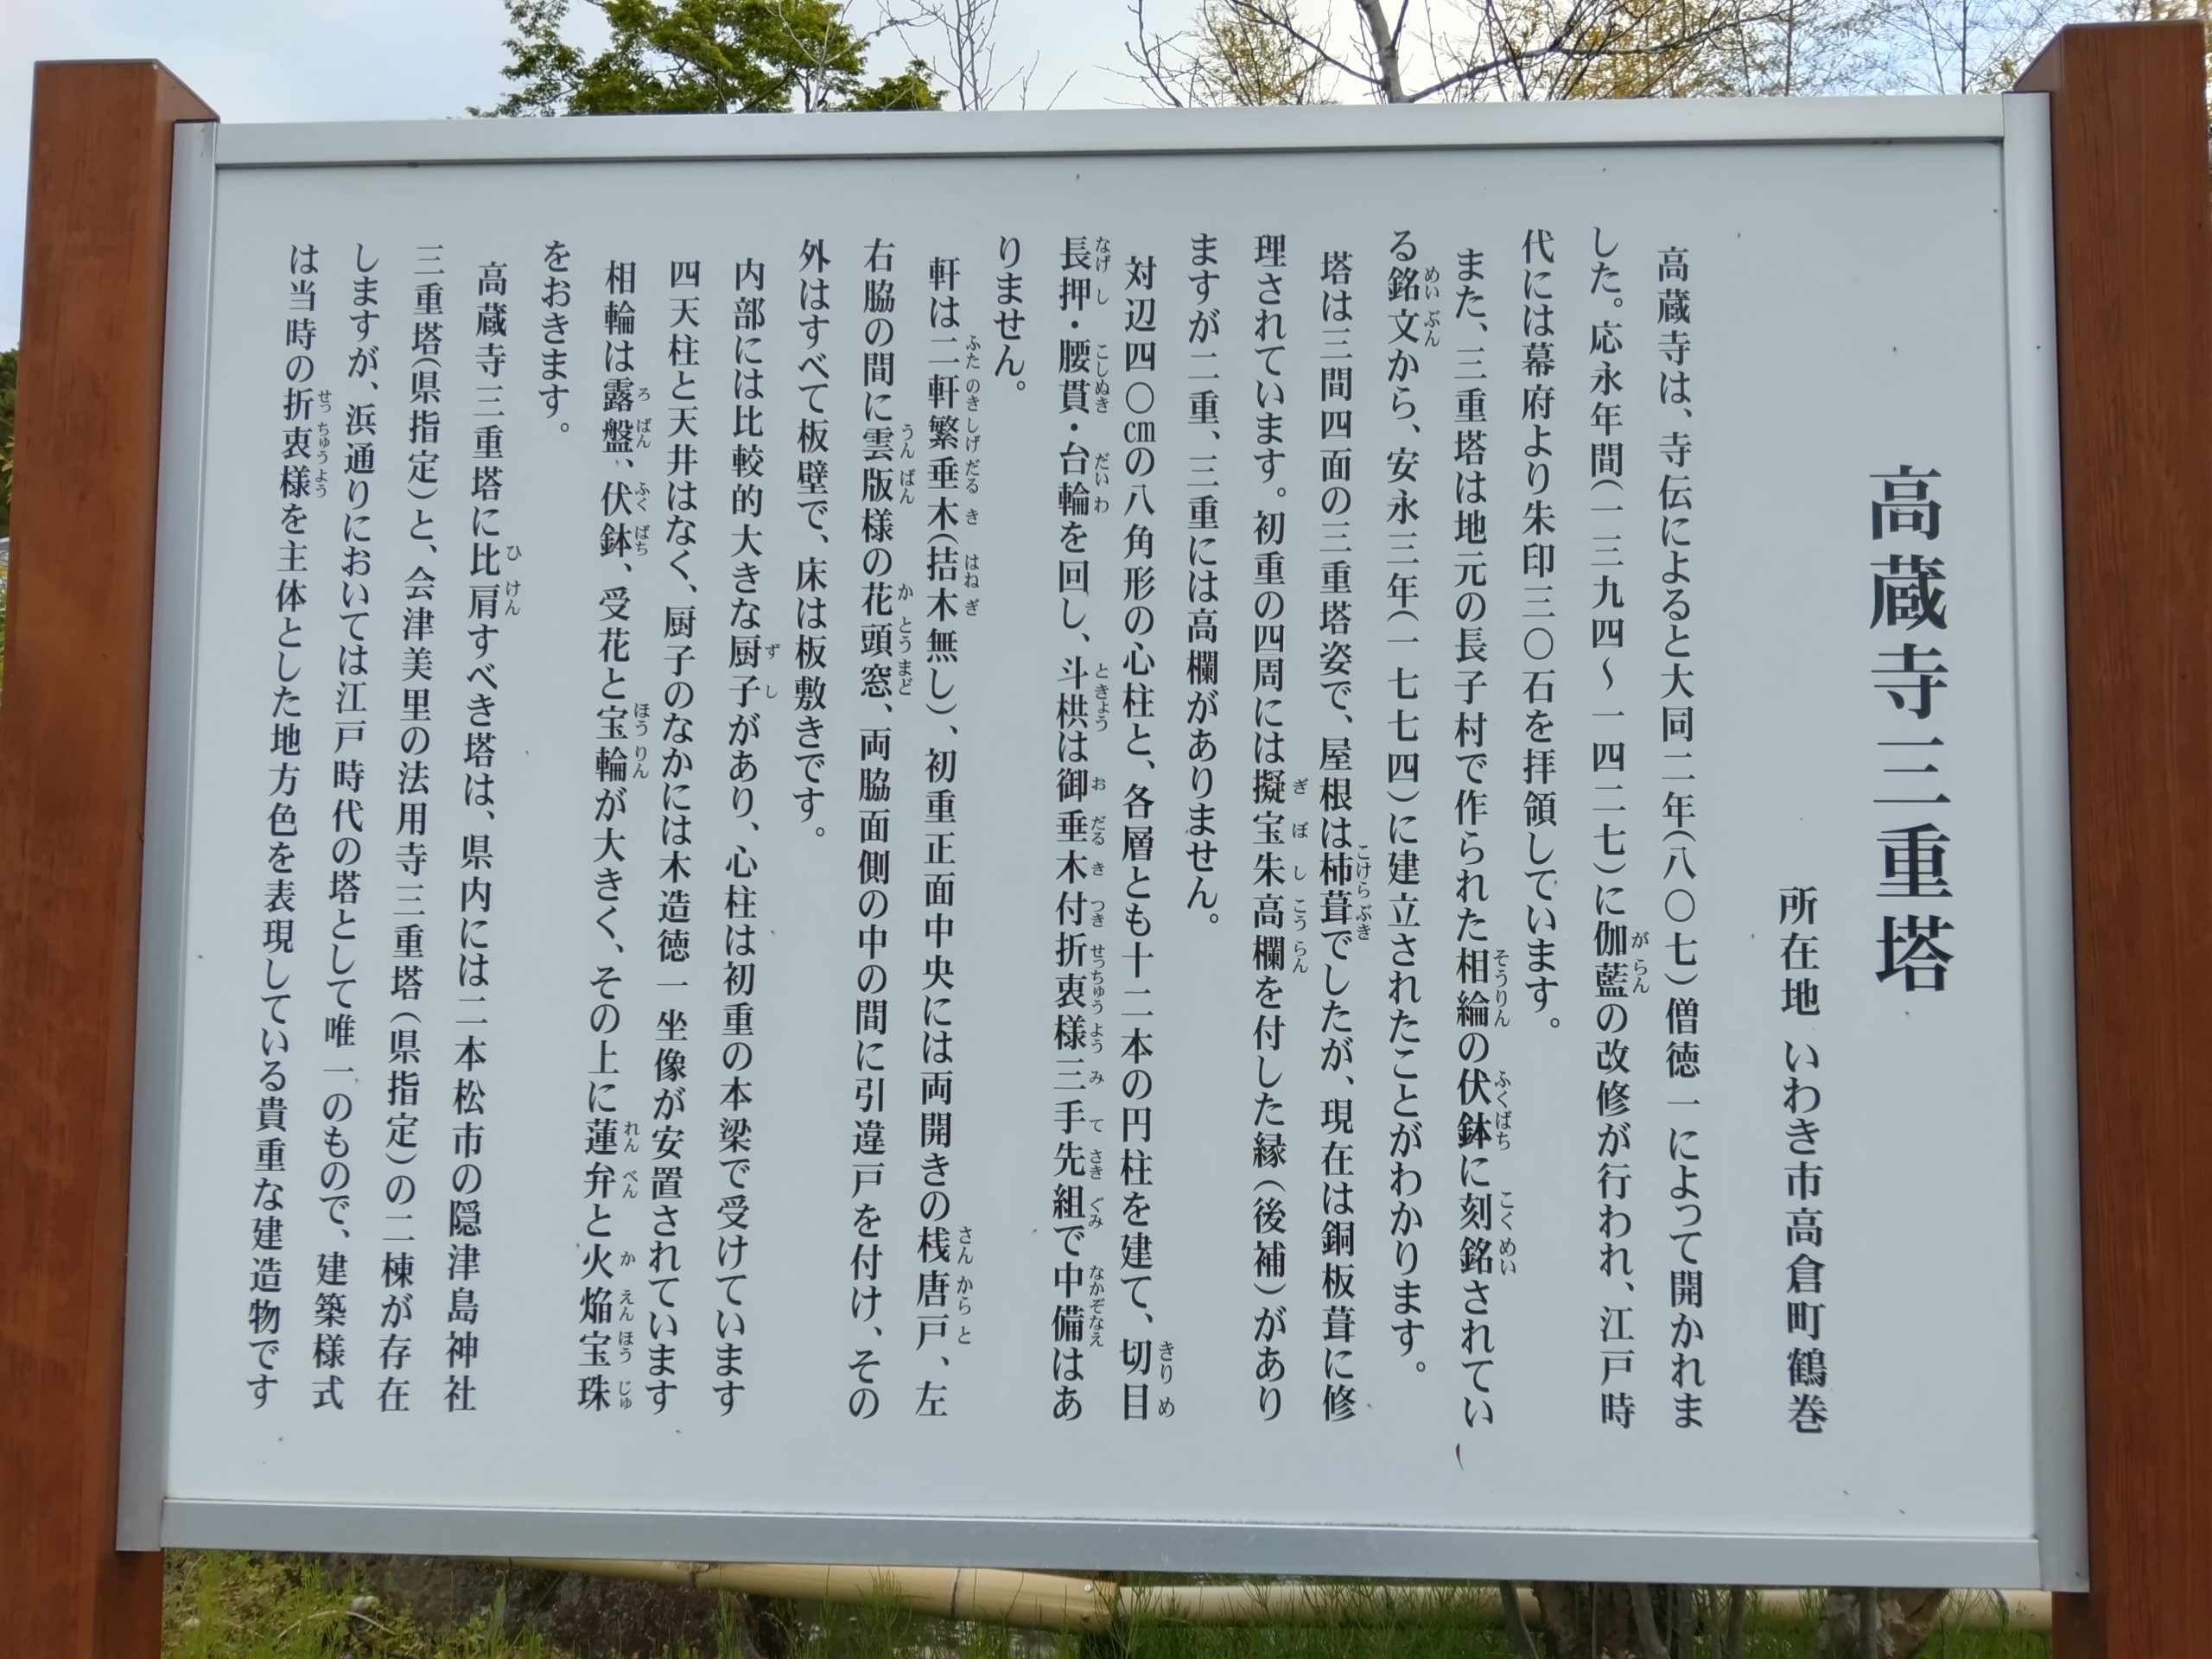 高蔵寺三重塔
所在地 いわき市高倉町鶴巻
高蔵寺は、寺伝によると大同二年(八〇七)僧徳一によって開かれま
した。応永年間(一三九四〜一四二七)に伽藍の改修が行われ、江戸時
代には幕府より朱印三〇石を拝領しています。
また、三重塔は地元の長子村で作られた相綸の伏鉢に刻銘されてい
る銘文から、安永三年(一七七四)に建立されたことがわかります。
塔は三間四面の三重塔姿で、屋根は柿葺でしたが、現在は銅板葺に修
理されています。初重の四周には擬宝朱高欄を付した縁(後補)があり
ますが二重、三重には高欄がありません。
対辺四〇㎝の八角形の心柱と、各層とも十二本の円柱を建て、切目
長押・腰貫・台輪を回し、斗栱は御垂木付折衷様三手先組で中備はあ
りません。
軒は二軒繁垂木(拮木無し)、初重正面中央には両開きの桟唐戸、左
右脇の間に雲版様の花頭窓、両脇面側の中の間に引違戸を付け、その
外はすべて板壁で、床は板敷きです。
内部には比較的大きな厨子があり、心柱は初重の本梁で受けています
四天柱と天井はなく、厨子のなかには木造徳一坐像が安置されています
相輪は露盤、伏鉢、受花と宝輪が大きく、その上に蓮弁と火焔宝珠
をおきます。
高蔵寺三重塔に比肩すべき塔は、県内には二本松市の隠津島神社
三重塔(県指定)と、会津美里の法用寺三重塔(県指定)の二棟が存在
しますが、浜通りにおいては江戸時代の塔として唯一のもので、建築様式
は当時の折衷様を主体とした地方色を表現している貴重な建造物です